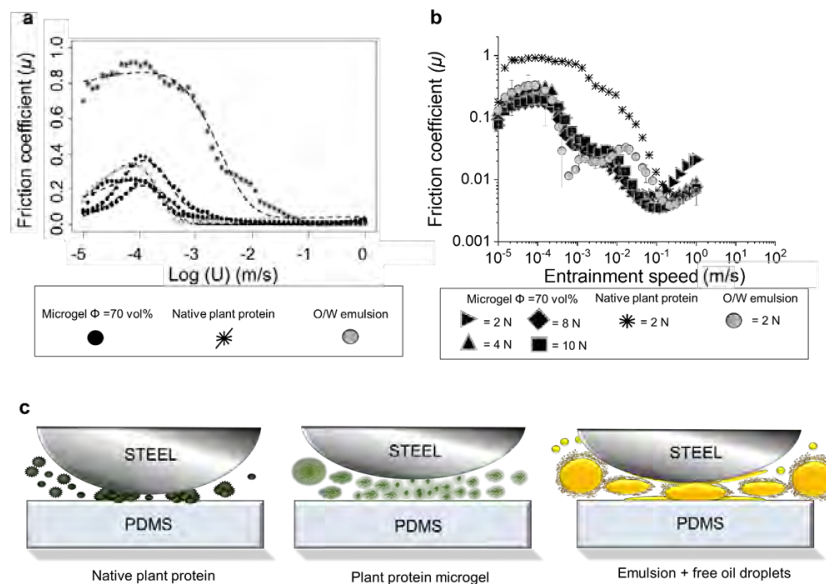 a
Friction coefficient (μ)
1.0
0.8
0.6
0.4
0.2
0.0
-5 -4 -3 -2 -1 0
Log (U) (m/s)
Microgel Φ =70 vol% Native plant protein O/W emulsion
b
Friction coefficient (μ)
1
0.1
0.01
0.001
10⁻⁵ 10⁻⁴ 10⁻³ 10⁻² 10⁻¹ 10⁰ 10¹ 10²
Entrainment speed (m/s)
Microgel Φ =70 vol% Native plant protein O/W emulsion
= 2 N = 8 N = 2 N = 2 N
= 4 N = 10 N
c
STEEL STEEL STEEL
PDMS PDMS PDMS
Native plant protein Plant protein microgel Emulsion + free oil droplets